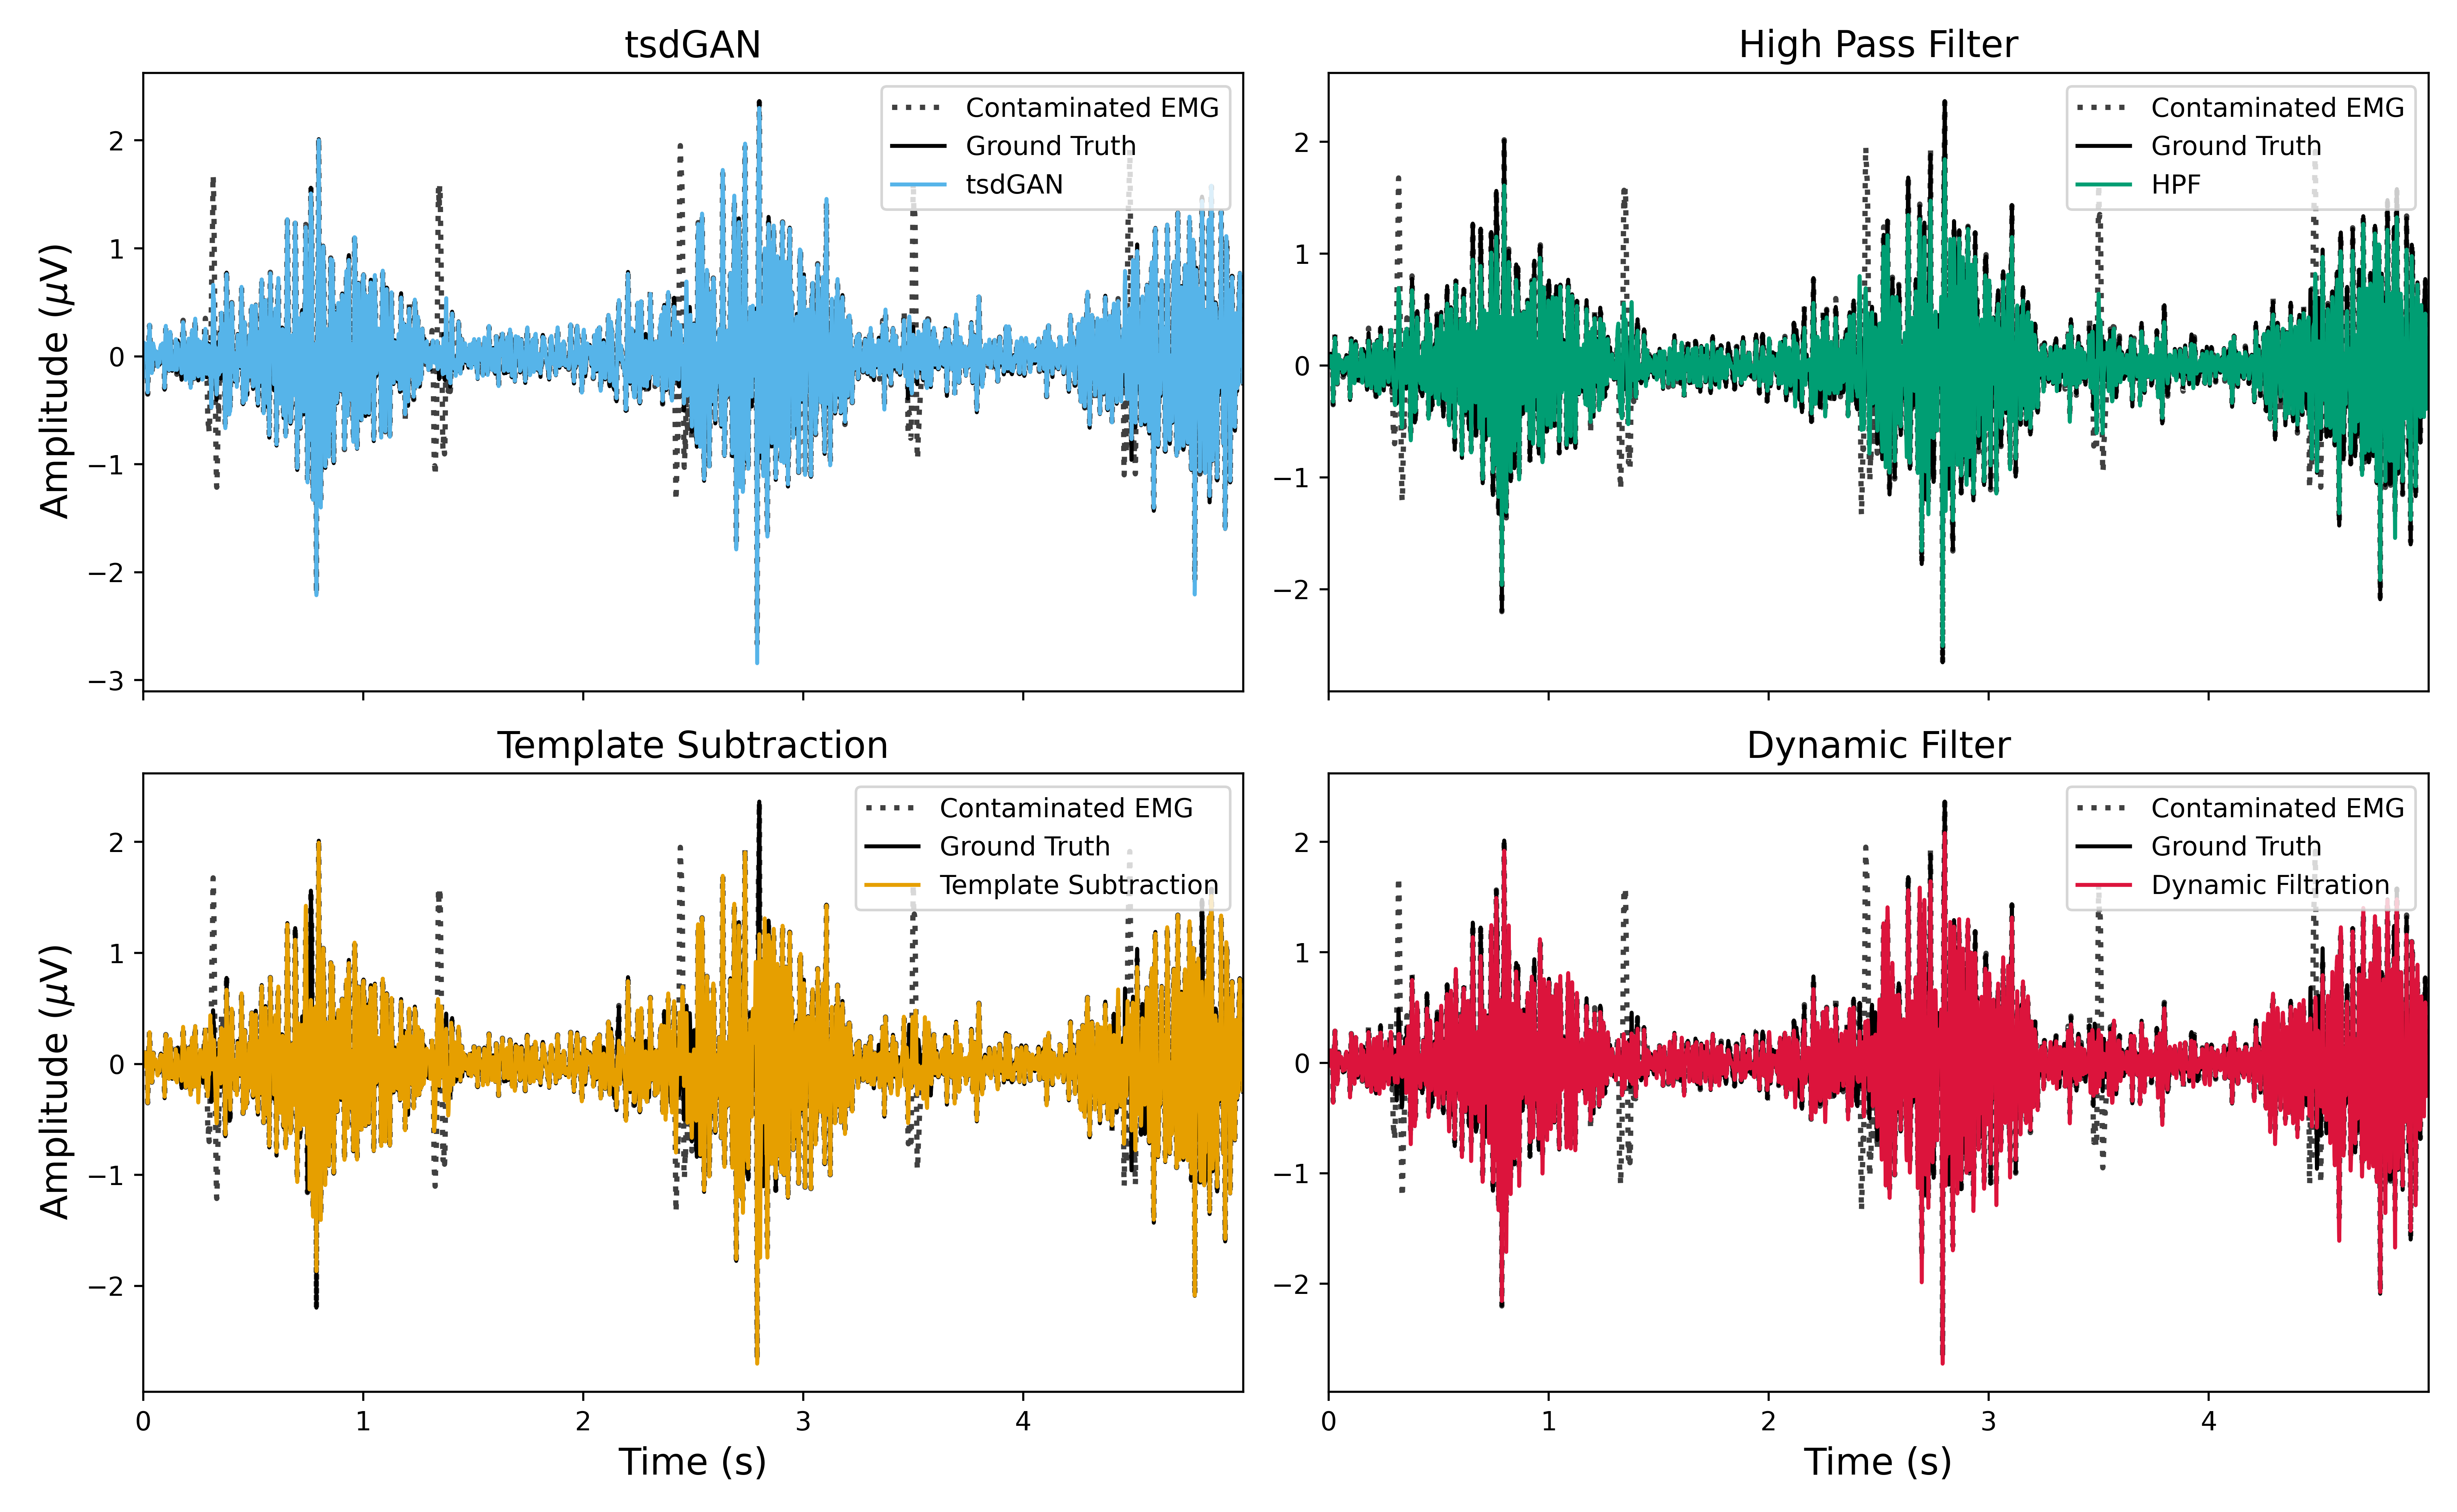 tsdGAN
Contaminated EMG
Ground Truth
tsdGAN
Amplitude (μV)
2
1
0
−1
−2
−3
High Pass Filter
Contaminated EMG
Ground Truth
HPF
2
1
0
−1
−2
Template Subtraction
Contaminated EMG
Ground Truth
Template Subtraction
Amplitude (μV)
2
1
0
−1
−2
0 1 2 3 4
Time (s)
Dynamic Filter
Contaminated EMG
Ground Truth
Dynamic Filtration
2
1
0
−1
−2
0 1 2 3 4
Time (s)